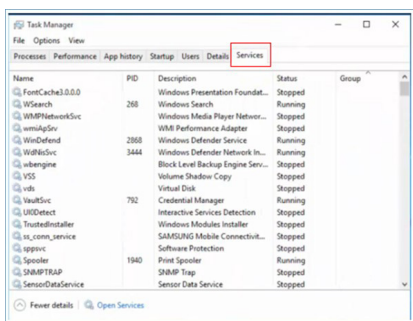 Task Manager
File Options View
Processes Performance App history Startup Users Details Services
Name PID Description Status Group
FontCache3.0.0.0 Windows Presentation Foundat... Stopped
WSearch 268 Windows Search Running
WMPNetworkSvc Windows Media Player Networ... Stopped
wmiApSrv WMI Performance Adapter Stopped
WinDefend 2868 Windows Defender Service Running
WdNisSvc 3444 Windows Defender Network In... Running
wbengine Block Level Backup Engine Serv... Stopped
VSS Volume Shadow Copy Stopped
vds Virtual Disk Stopped
VaultSvc 792 Credential Manager Running
UI0Detect Interactive Services Detection Stopped
TrustedInstaller Windows Modules Installer Stopped
ss_conn_service SAMSUNG Mobile Connectivit... Stopped
sppsvc Software Protection Stopped
Spooler 1940 Print Spooler Running
SNMPTRAP SNMP Trap Stopped
SensorDataService Sensor Data Service Stopped
Fewer details Open Services